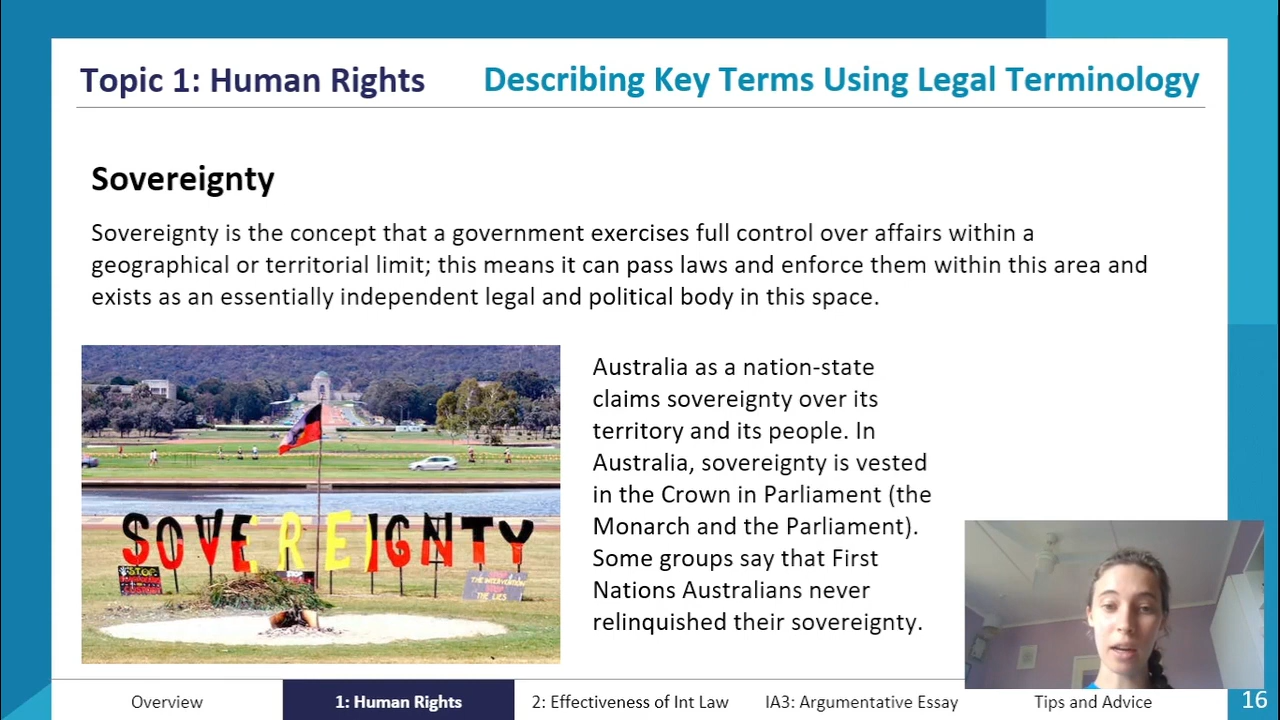 Topic 1: Human Rights
Describing Key Terms Using Legal Terminology
Sovereignty
Sovereignty is the concept that a government exercises full control over affairs within a
geographical or territorial limit; this means it can pass laws and enforce them within this area and
exists as an essentially independent legal and political body in this space.
SOVEREIGNTY
STOP
THE INTERVENTION
THE LIES
Australia as a nation-state
claims sovereignty over its
territory and its people. In
Australia, sovereignty is vested
in the Crown in Parliament (the
Monarch and the Parliament).
Some groups say that First
Nations Australians never
relinquished their sovereignty.
Overview
1: Human Rights
2: Effectiveness of Int Law
IA3: Argumentative Essay
Tips and Advice
16